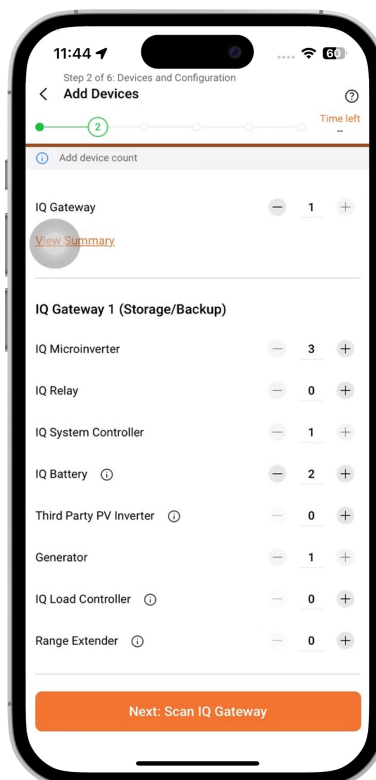 11:44
60
Step 2 of 6: Devices and Configuration
Add Devices
?
2
Time left
--
i Add device count
IQ Gateway 1
View Summary
IQ Gateway 1 (Storage/Backup)
IQ Microinverter 3
IQ Relay 0
IQ System Controller 1
IQ Battery i 2
Third Party PV Inverter i 0
Generator 1
IQ Load Controller i 0
Range Extender i 0
Next: Scan IQ Gateway